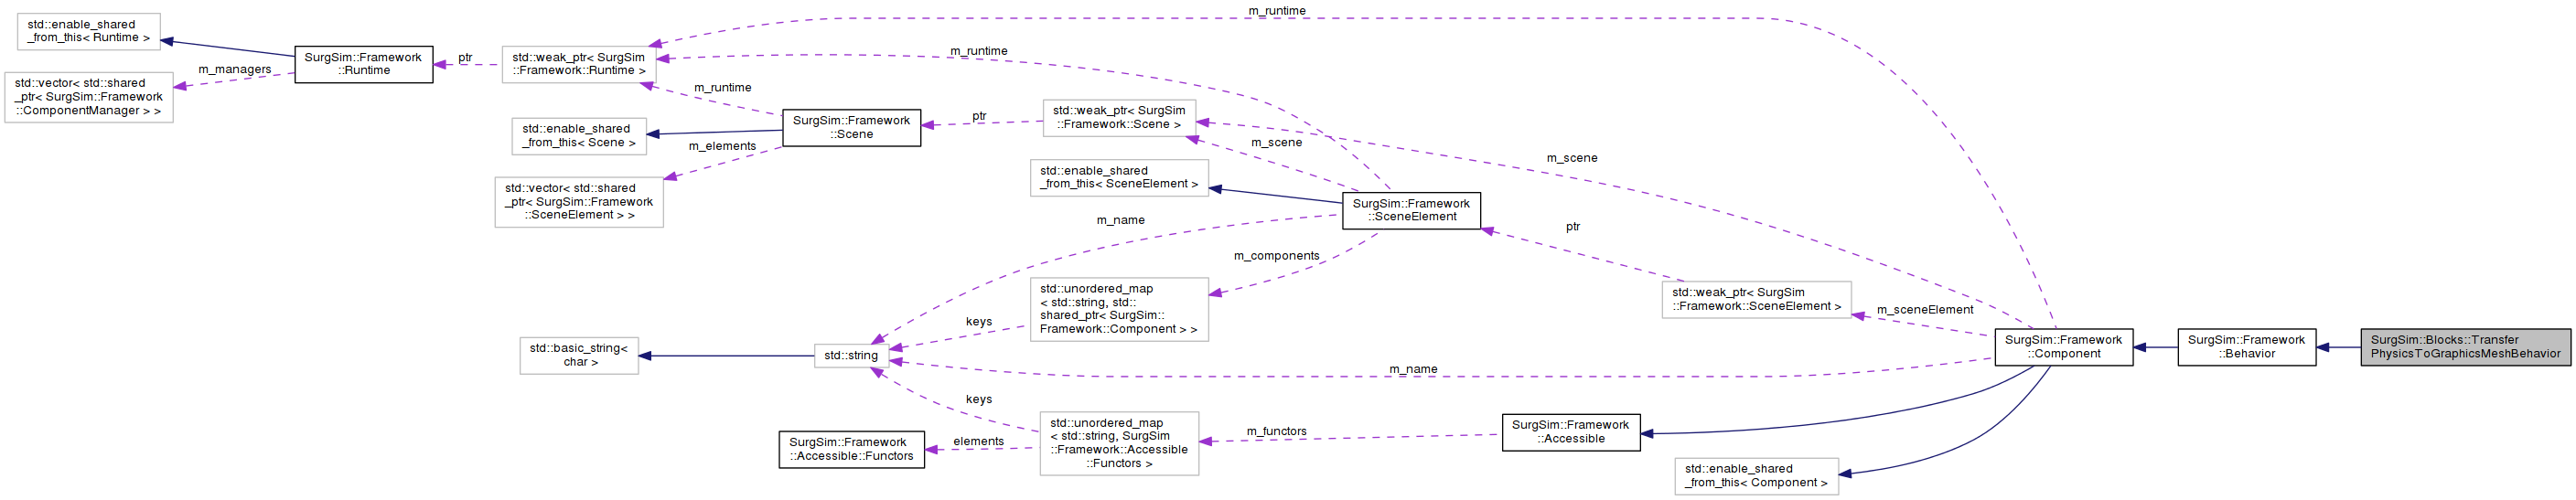 std::enable_shared
_from_this< Runtime >
std::vector< std::shared
_ptr< SurgSim::Framework
::ComponentManager > >
m_managers
SurgSim::Framework
::Runtime
ptr
std::weak_ptr< SurgSim
::Framework::Runtime >
m_runtime
m_runtime
m_runtime
std::enable_shared
_from_this< Scene >
m_elements
std::vector< std::shared
_ptr< SurgSim::Framework
::SceneElement > >
SurgSim::Framework
::Scene
ptr
std::weak_ptr< SurgSim
::Framework::Scene >
m_scene
m_scene
std::enable_shared
_from_this< SceneElement >
SurgSim::Framework
::SceneElement
m_name
m_components
ptr
std::unordered_map
< std::string, std::
shared_ptr< SurgSim::
Framework::Component > >
keys
std::weak_ptr< SurgSim
::Framework::SceneElement >
m_sceneElement
std::basic_string<
char >
std::string
m_name
SurgSim::Framework
::Component
SurgSim::Framework
::Behavior
SurgSim::Blocks::Transfer
PhysicsToGraphicsMeshBehavior
keys
elements
SurgSim::Framework
::Accessible::Functors
std::unordered_map
< std::string, SurgSim
::Framework::Accessible
::Functors >
m_functors
SurgSim::Framework
::Accessible
std::enable_shared
_from_this< Component >